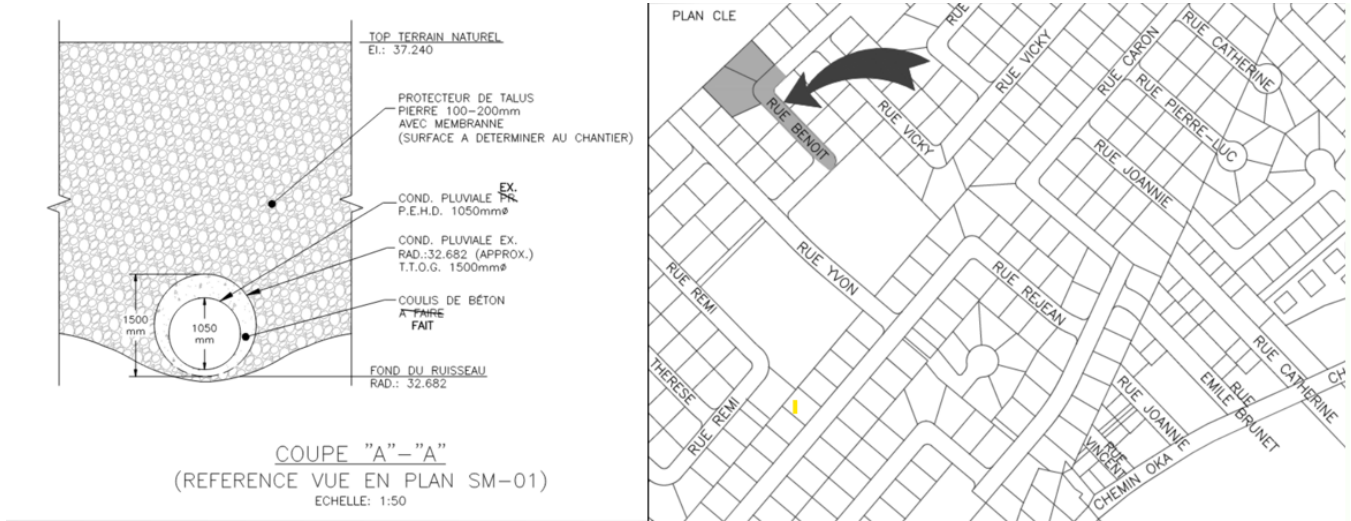 TOP TERRAIN NATUREL
El.: 37.240
PROTECTEUR DE TALUS
PIERRE 100-200mm
AVEC MEMBRANNE
(SURFACE A DETERMINER AU CHANTIER)
COND. PLUVIALE PR. EX.
P.E.H.D. 1050mmø
COND. PLUVIALE EX.
RAD.:32.682 (APPROX.)
T.T.O.G. 1500mmø
COULIS DE BÉTON
A FAIRE
FAIT
1500
mm
1050
mm
FOND DU RUISSEAU
RAD.: 32.682
COUPE "A"-"A"
(REFERENCE VUE EN PLAN SM-01)
ECHELLE: 1:50
PLAN CLE
RUE
RUE VICKY
RUE CARON
RUE CATHERINE
RUE BENOIT
RUE VICKY
RUE PIERRE-LUC
RUE JOANNIE
RUE YVON
RUE REMI
RUE REJEAN
THERESE
RUE REMI
RUE JOANNIE
RUE VINCENT
RUE EMILE BRUNET
RUE CATHERINE
CHEMIN OKA
CH